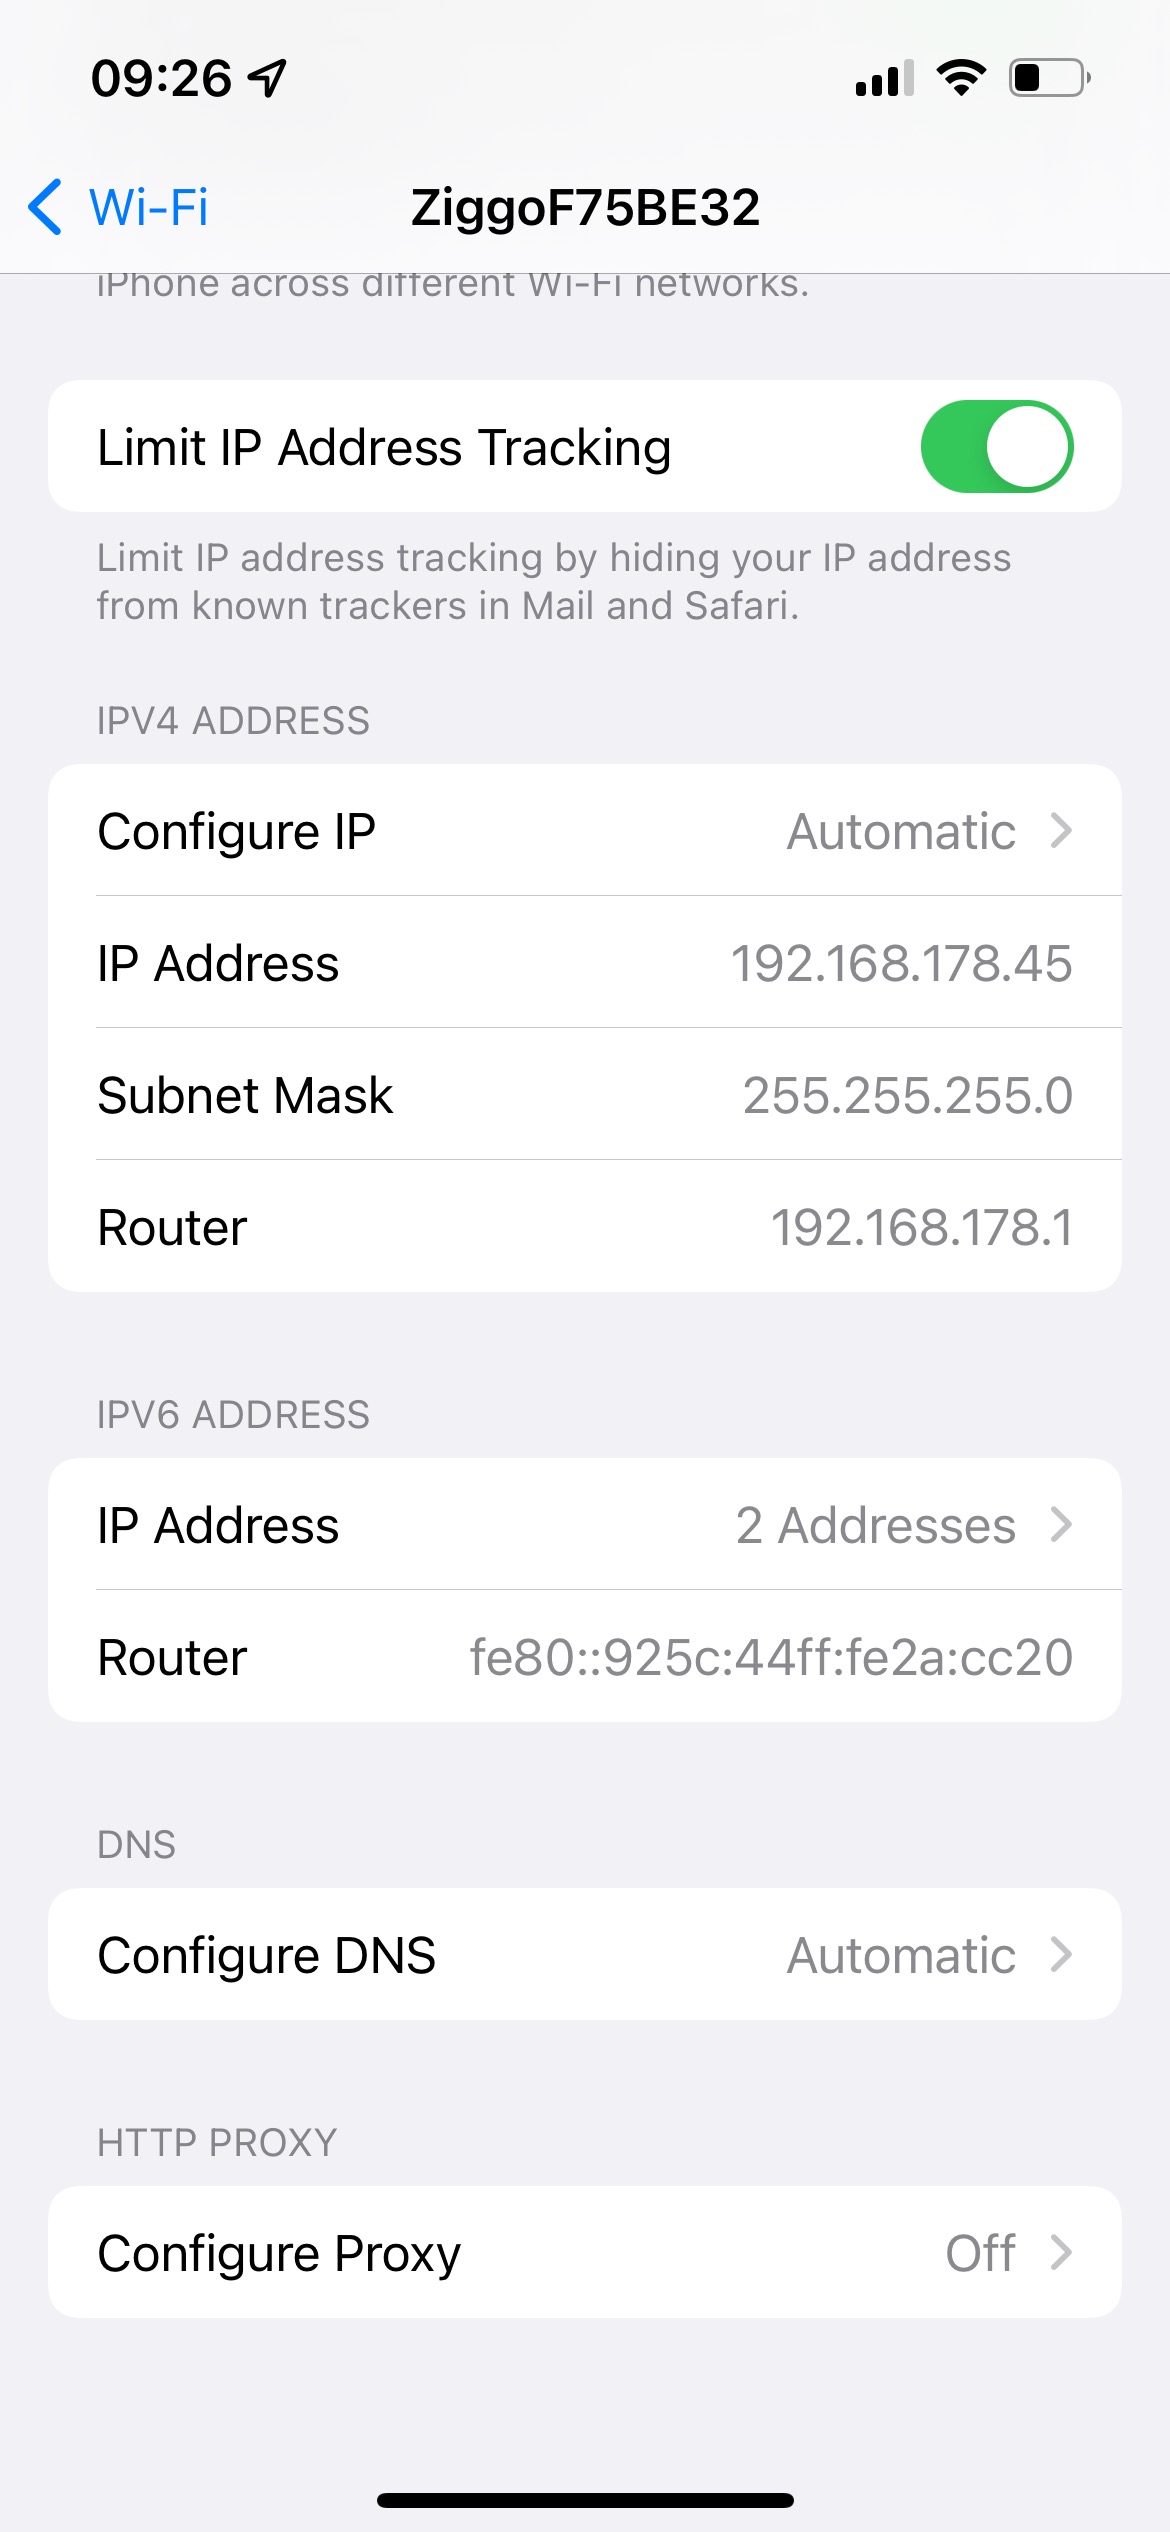 09:26
Wi-Fi
ZiggoF75BE32
iPhone across different Wi-Fi networks.
Limit IP Address Tracking
Limit IP address tracking by hiding your IP address
from known trackers in Mail and Safari.
IPV4 ADDRESS
Configure IP Automatic
IP Address 192.168.178.45
Subnet Mask 255.255.255.0
Router 192.168.178.1
IPV6 ADDRESS
IP Address 2 Addresses
Router fe80::925c:44ff:fe2a:cc20
DNS
Configure DNS Automatic
HTTP PROXY
Configure Proxy Off